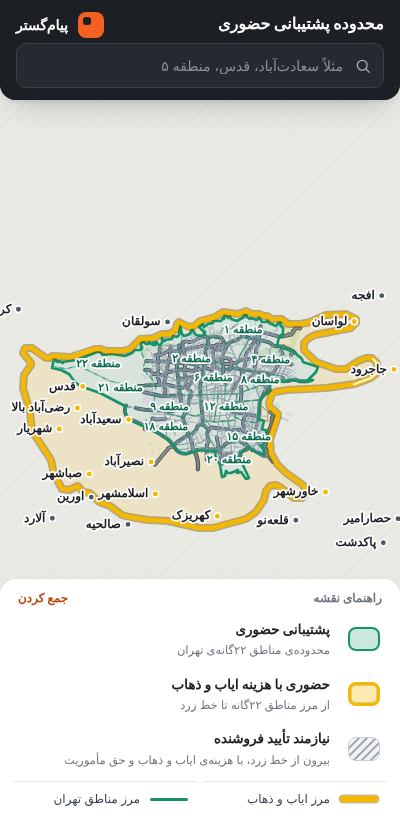 محدوده پشتیبانی حضوری
پیام‌گستر
مثلاً سعادت‌آباد، قدس، منطقه ۵
افجه
کر
لواسان
سولقان
منطقه ۱
منطقه ۲
منطقه ۴
منطقه ۲۲
جاجرود
منطقه ۶
منطقه ۸
قدس
منطقه ۲۱
رضی‌آباد بالا
منطقه ۹
منطقه ۱۲
سعیدآباد
شهریار
منطقه ۱۸
منطقه ۱۵
نصیرآباد
منطقه ۲۰
صباشهر
خاورشهر
اسلامشهر
اورین
کهریزک
قلعه‌نو
حصارامیر
آلارد
صالحیه
پاکدشت
راهنمای نقشه
جمع کردن
پشتیبانی حضوری
محدوده‌ی مناطق ۲۲گانه‌ی تهران
حضوری با هزینه ایاب و ذهاب
از مرز مناطق ۲۲گانه تا خط زرد
نیازمند تأیید فروشنده
بیرون از خط زرد، با هزینه‌ی ایاب و ذهاب و حق مأموریت
مرز ایاب و ذهاب
مرز مناطق تهران